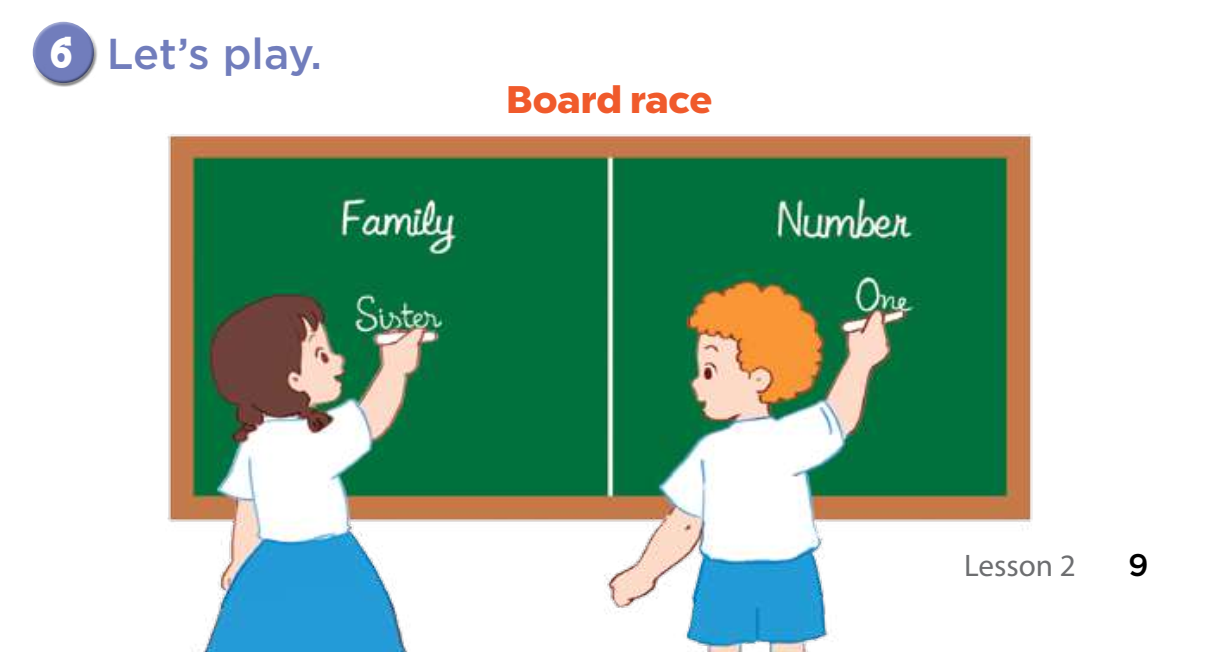 6 Let's play.
Board race
Family
Number
Sister
One
Lesson 2 9